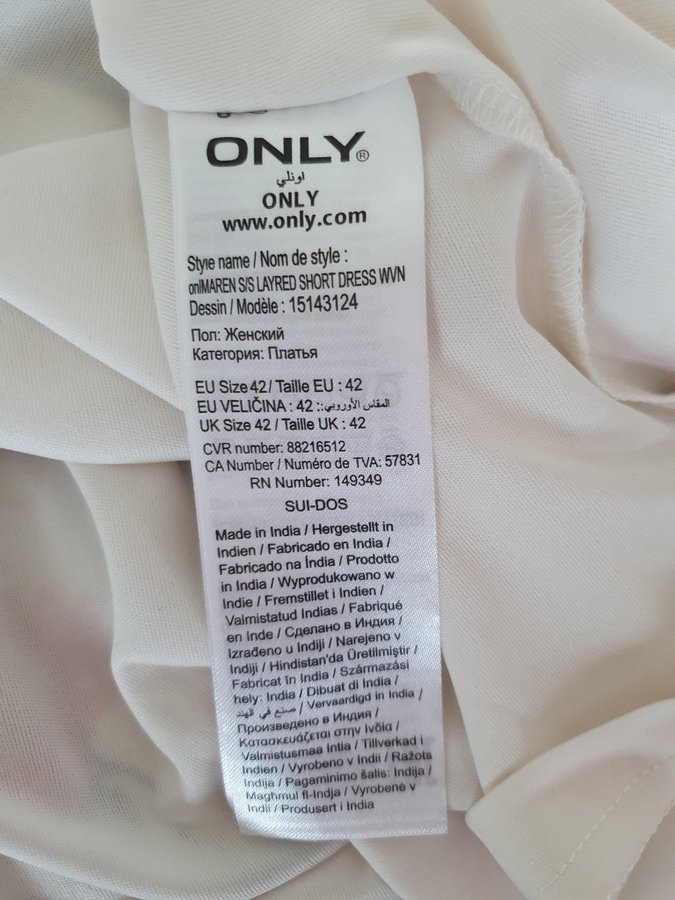 ONLY®
اونلي
ONLY
www.only.com
Style name / Nom de style :
onlMAREN S/S LAYRED SHORT DRESS WVN
Dessin / Modèle : 15143124
Пол: Женский
Категория: Платья
EU Size 42 / Taille EU : 42
EU VELIČINA : 42 :المقاس الأوروبي:
UK Size 42 / Taille UK : 42
CVR number: 88216512
CA Number / Numéro de TVA: 57831
RN Number: 149349
SUI-DOS
Made in India / Hergestellt in
Indien / Fabricado en India /
Fabricado na Índia / Prodotto
in India / Wyprodukowano w
Indie / Fremstillet i Indien /
Valmistatud Indias / Fabriqué
en Inde / Сделано в Индия /
Izrađeno u Indiji / Narejeno v
Indiji / Hindistan'da Üretilmiştir /
Fabricat în India / Származási
hely: India / Dibuat di India /
صنع في الهند / Vervaardigd in India /
Произведено в Индия /
Κατασκευάζεται στην Ινδία /
Valmistusmaa Intia / Tillverkad i
Indien / Vyrobeno v Indii / Ražots
Indija / Pagaminimo šalis: Indija /
Magħmul fl-Indja / Vyrobené v
Indii / Produsert i India